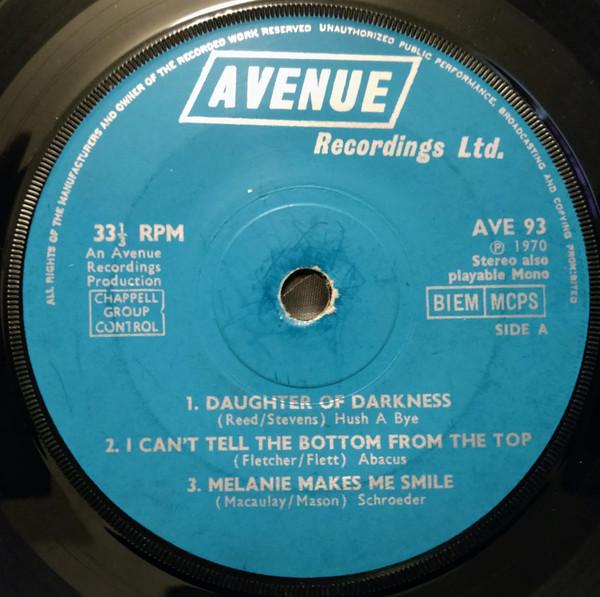 ALL RIGHTS OF THE MANUFACTURERS AND OWNER OF THE RECORDED WORK RESERVED UNAUTHORIZED PUBLIC PERFORMANCE, BROADCASTING AND COPYING PROHIBITED
AVENUE
Recordings Ltd.
33⅓ RPM
An Avenue
Recordings
Production
CHAPPELL
GROUP
CONTROL
AVE 93
℗ 1970
Stereo also
playable Mono
BIEM MCPS
SIDE A
1. DAUGHTER OF DARKNESS
(Reed/Stevens) Hush A Bye
2. I CAN'T TELL THE BOTTOM FROM THE TOP
(Fletcher/Flett) Abacus
3. MELANIE MAKES ME SMILE
(Macaulay/Mason) Schroeder